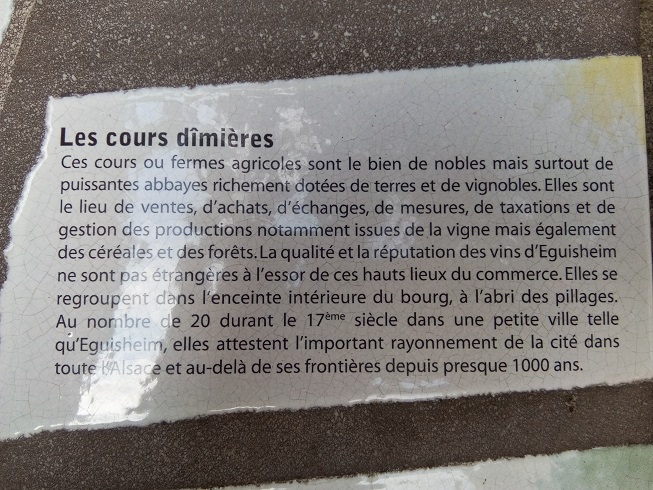 Les cours dîmières
Ces cours ou fermes agricoles sont le bien de nobles mais surtout de
puissantes abbayes richement dotées de terres et de vignobles. Elles sont
le lieu de ventes, d'achats, d'échanges, de mesures, de taxations et de
gestion des productions notamment issues de la vigne mais également
des céréales et des forêts. La qualité et la réputation des vins d'Eguisheim
ne sont pas étrangères à l'essor de ces hauts lieux du commerce. Elles se
regroupent dans l'enceinte intérieure du bourg, à l'abri des pillages.
Au nombre de 20 durant le 17ème siècle dans une petite ville telle
qu'Eguisheim, elles attestent l'important rayonnement de la cité dans
toute l'Alsace et au-delà de ses frontières depuis presque 1000 ans.